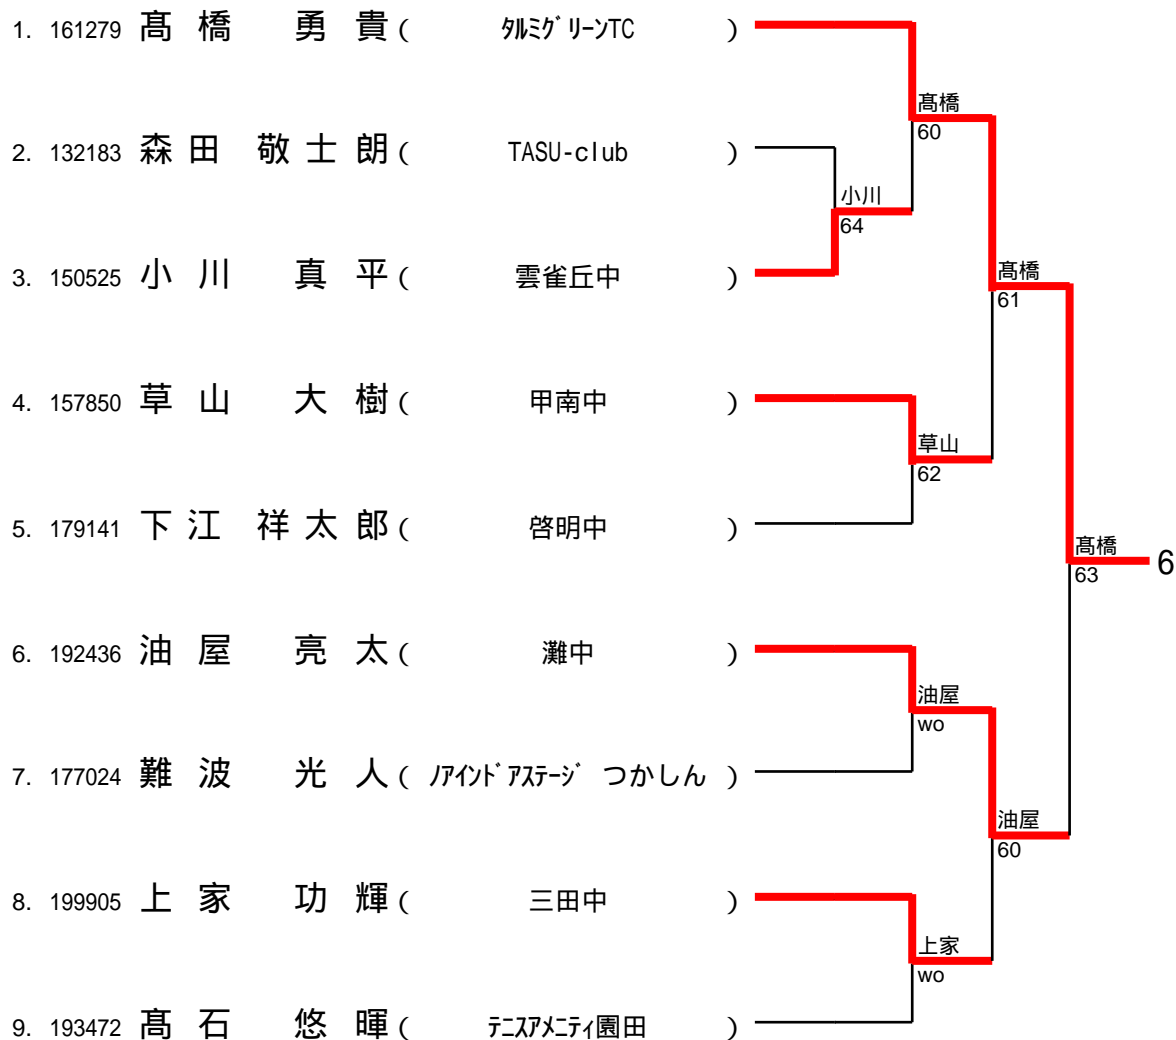 1. 161279 髙橋 勇貴 ( タルミグリーンTC )
髙橋
60
2. 132183 森田 敬士朗 ( TASU-club )
小川
64
3. 150525 小川 真平 ( 雲雀丘中 )
髙橋
61
4. 157850 草山 大樹 ( 甲南中 )
草山
62
5. 179141 下江 祥太郎 ( 啓明中 )
髙橋
63
6
6. 192436 油屋 亮太 ( 灘中 )
油屋
wo
7. 177024 難波 光人 ( ノアインドアステージ つかしん )
油屋
60
8. 199905 上家 功輝 ( 三田中 )
上家
wo
9. 193472 髙石 悠暉 ( テニスアメニティ園田 )